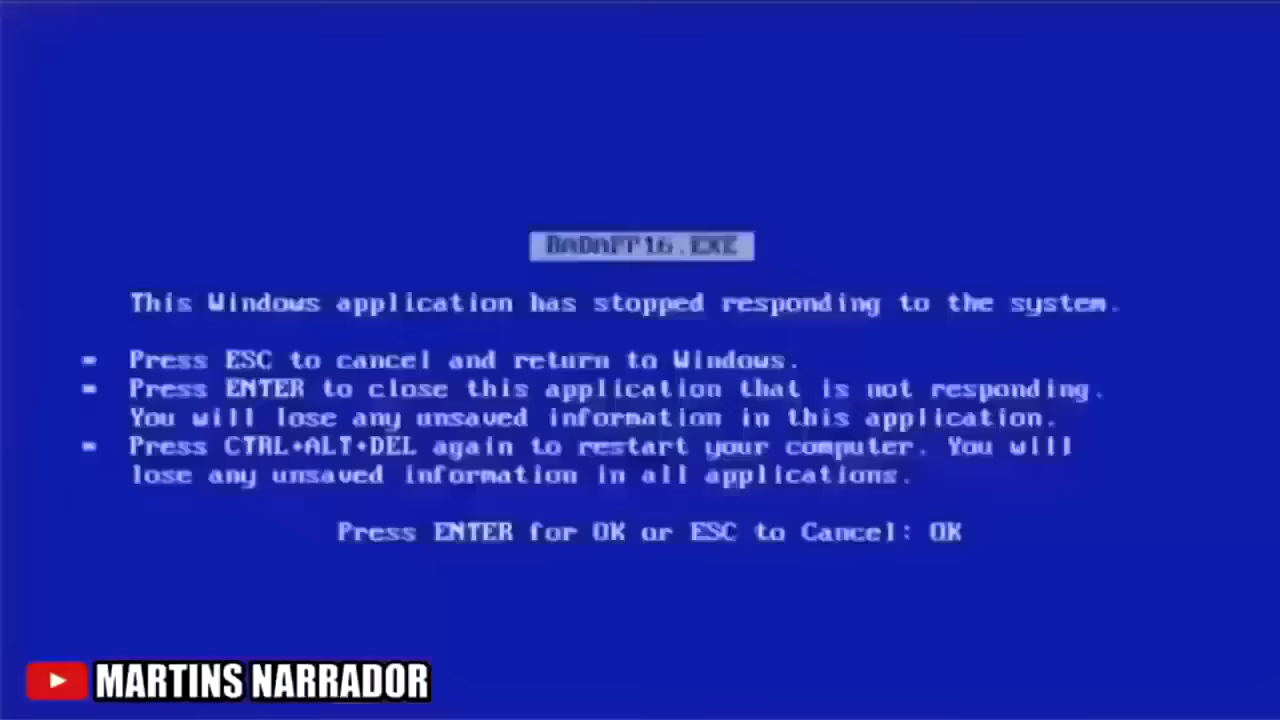 BADAPP16.EXE
This Windows application has stopped responding to the system.
= Press ESC to cancel and return to Windows.
= Press ENTER to close this application that is not responding.
You will lose any unsaved information in this application.
= Press CTRL+ALT+DEL again to restart your computer. You will
lose any unsaved information in all applications.
Press ENTER for OK or ESC to Cancel: OK
MARTINS NARRADOR